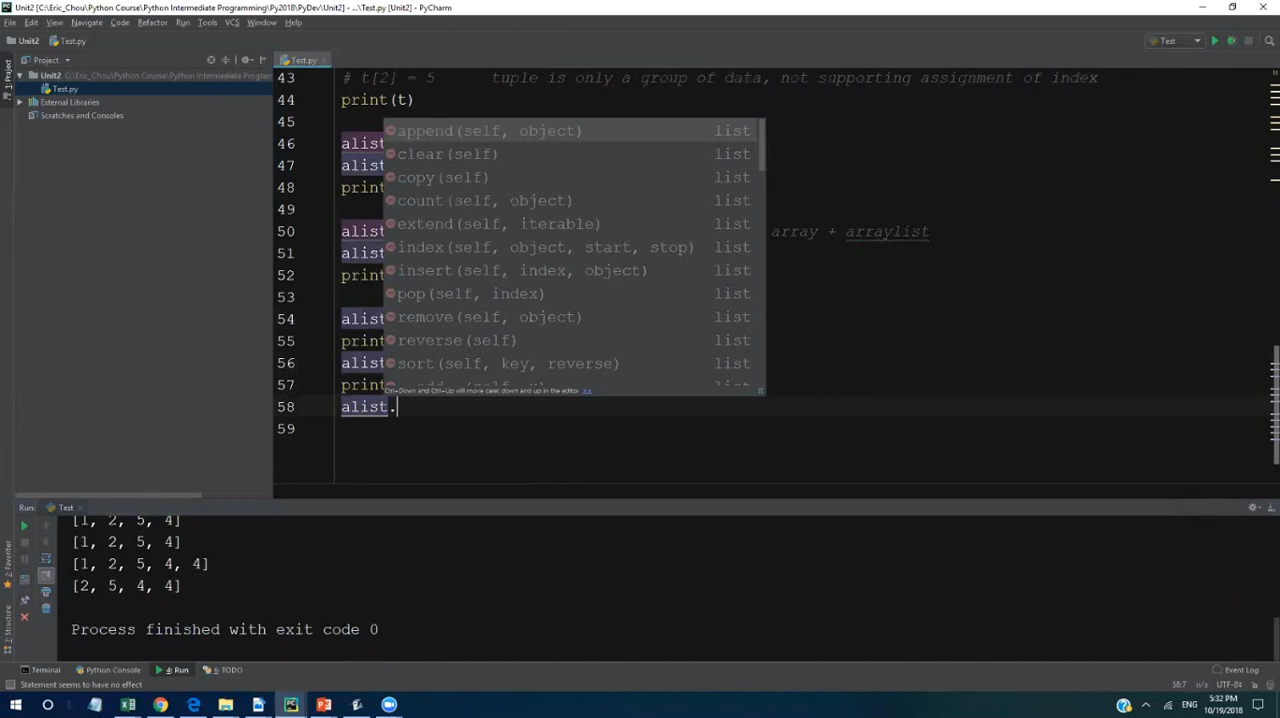 Unit2 [C:\Eric_Chou\Python Course\Python Intermediate Programming\Py2018\PyDev\Unit2] - ...\Test.py [Unit2] - PyCharm
File Edit View Navigate Code Refactor Run Tools VCS Window Help
Unit2 Test.py Test
Project Test.py
1: Project
Unit2 C:\Eric_Chou\Python Course\Python Intermediate Program
Test.py
External Libraries
Scratches and Consoles
43 # t[2] = 5 tuple is only a group of data, not supporting assignment of index
44 print(t)
45 append(self, object) list
46 alist
clear(self) list
47 alist
copy(self) list
48 print
count(self, object) list
49
extend(self, iterable) list
50 alist array + arraylist
index(self, object, start, stop) list
51 alist
insert(self, index, object) list
52 print
pop(self, index) list
53
remove(self, object) list
54 alist
reverse(self) list
55 print
sort(self, key, reverse) list
56 alist
57 print
Ctrl+Down and Ctrl+Up will move caret down and up in the editor >>
58 alist.
59
Run: Test
[1, 2, 5, 4]
[1, 2, 5, 4]
[1, 2, 5, 4, 4]
[2, 5, 4, 4]
Process finished with exit code 0
2: Favorites
7: Structure
Terminal Python Console 4: Run 6: TODO Event Log
Statement seems to have no effect 58:7 n/a UTF-8
ENG 5:32 PM
10/19/2018